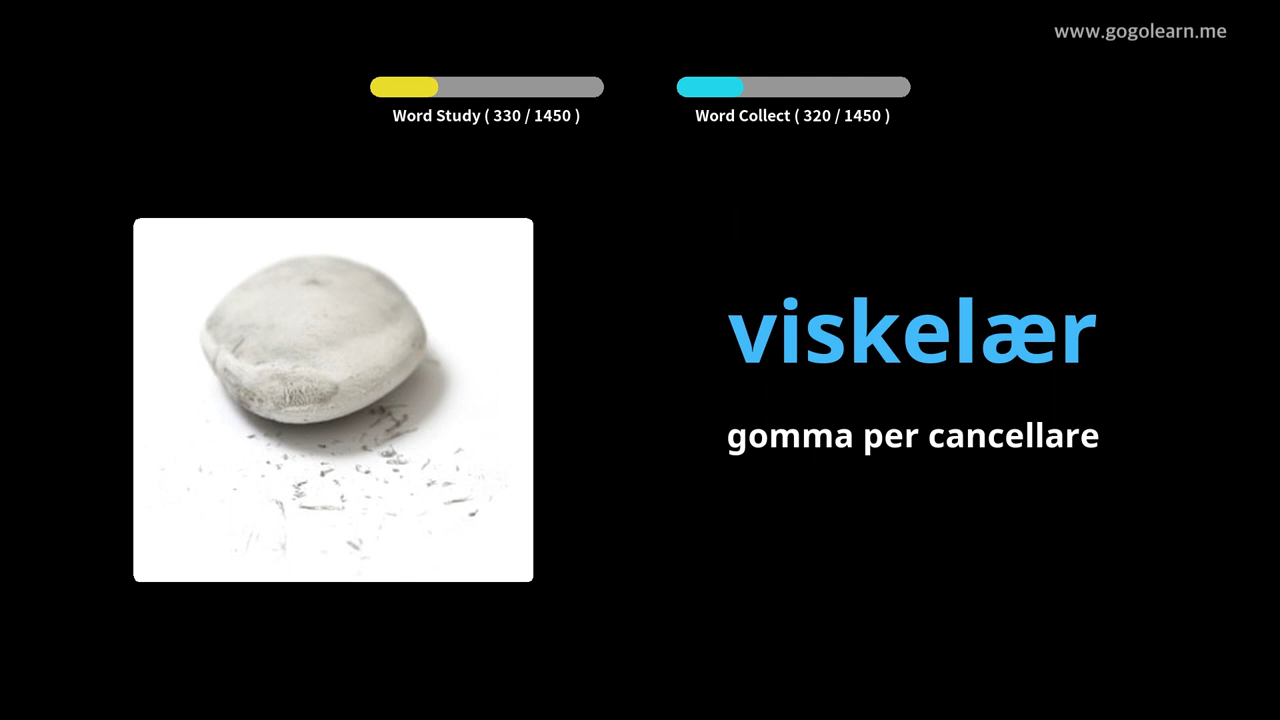 www.gogolearn.me
Word Study ( 330 / 1450 )
Word Collect ( 320 / 1450 )
viskelær
gomma per cancellare